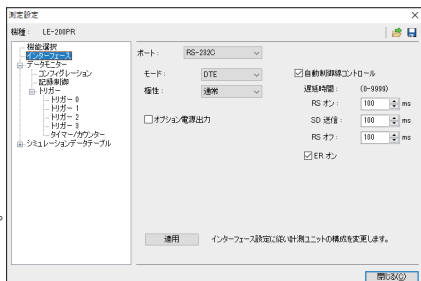 測定設定
機種： LE-200PR
機能選択
インターフェース
データモニター
コンフィグレーション
記録制御
トリガー
トリガー 0
トリガー 1
トリガー 2
トリガー 3
タイマー/カウンター
シミュレーションデータテーブル
ポート： RS-232C
モード： DTE
極性： 通常
オプション電源出力
自動制御線コントロール
遅延時間： (0-9999)
RS オン： 100 ms
SD 送信： 100 ms
RS オフ： 100 ms
ER オン
適用 インターフェース設定に従い計測ユニットの構成を変更します。
閉じる(C)